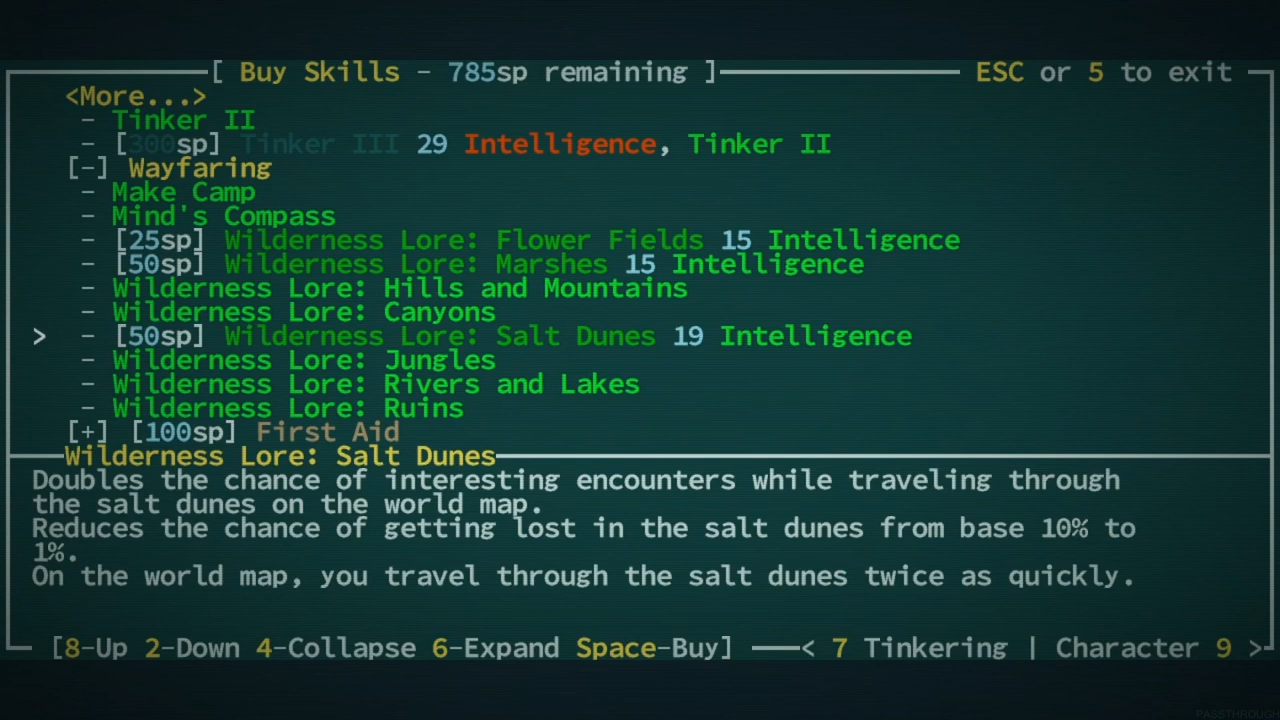 [ Buy Skills - 785sp remaining ] ESC or 5 to exit
<More...>
- Tinker II
- [300sp] Tinker III 29 Intelligence, Tinker II
[-] Wayfaring
- Make Camp
- Mind's Compass
- [25sp] Wilderness Lore: Flower Fields 15 Intelligence
- [50sp] Wilderness Lore: Marshes 15 Intelligence
- Wilderness Lore: Hills and Mountains
- Wilderness Lore: Canyons
> - [50sp] Wilderness Lore: Salt Dunes 19 Intelligence
- Wilderness Lore: Jungles
- Wilderness Lore: Rivers and Lakes
- Wilderness Lore: Ruins
[+] [100sp] First Aid
Wilderness Lore: Salt Dunes
Doubles the chance of interesting encounters while traveling through
the salt dunes on the world map.
Reduces the chance of getting lost in the salt dunes from base 10% to
1%.
On the world map, you travel through the salt dunes twice as quickly.
[8-Up 2-Down 4-Collapse 6-Expand Space-Buy] < 7 Tinkering | Character 9 >